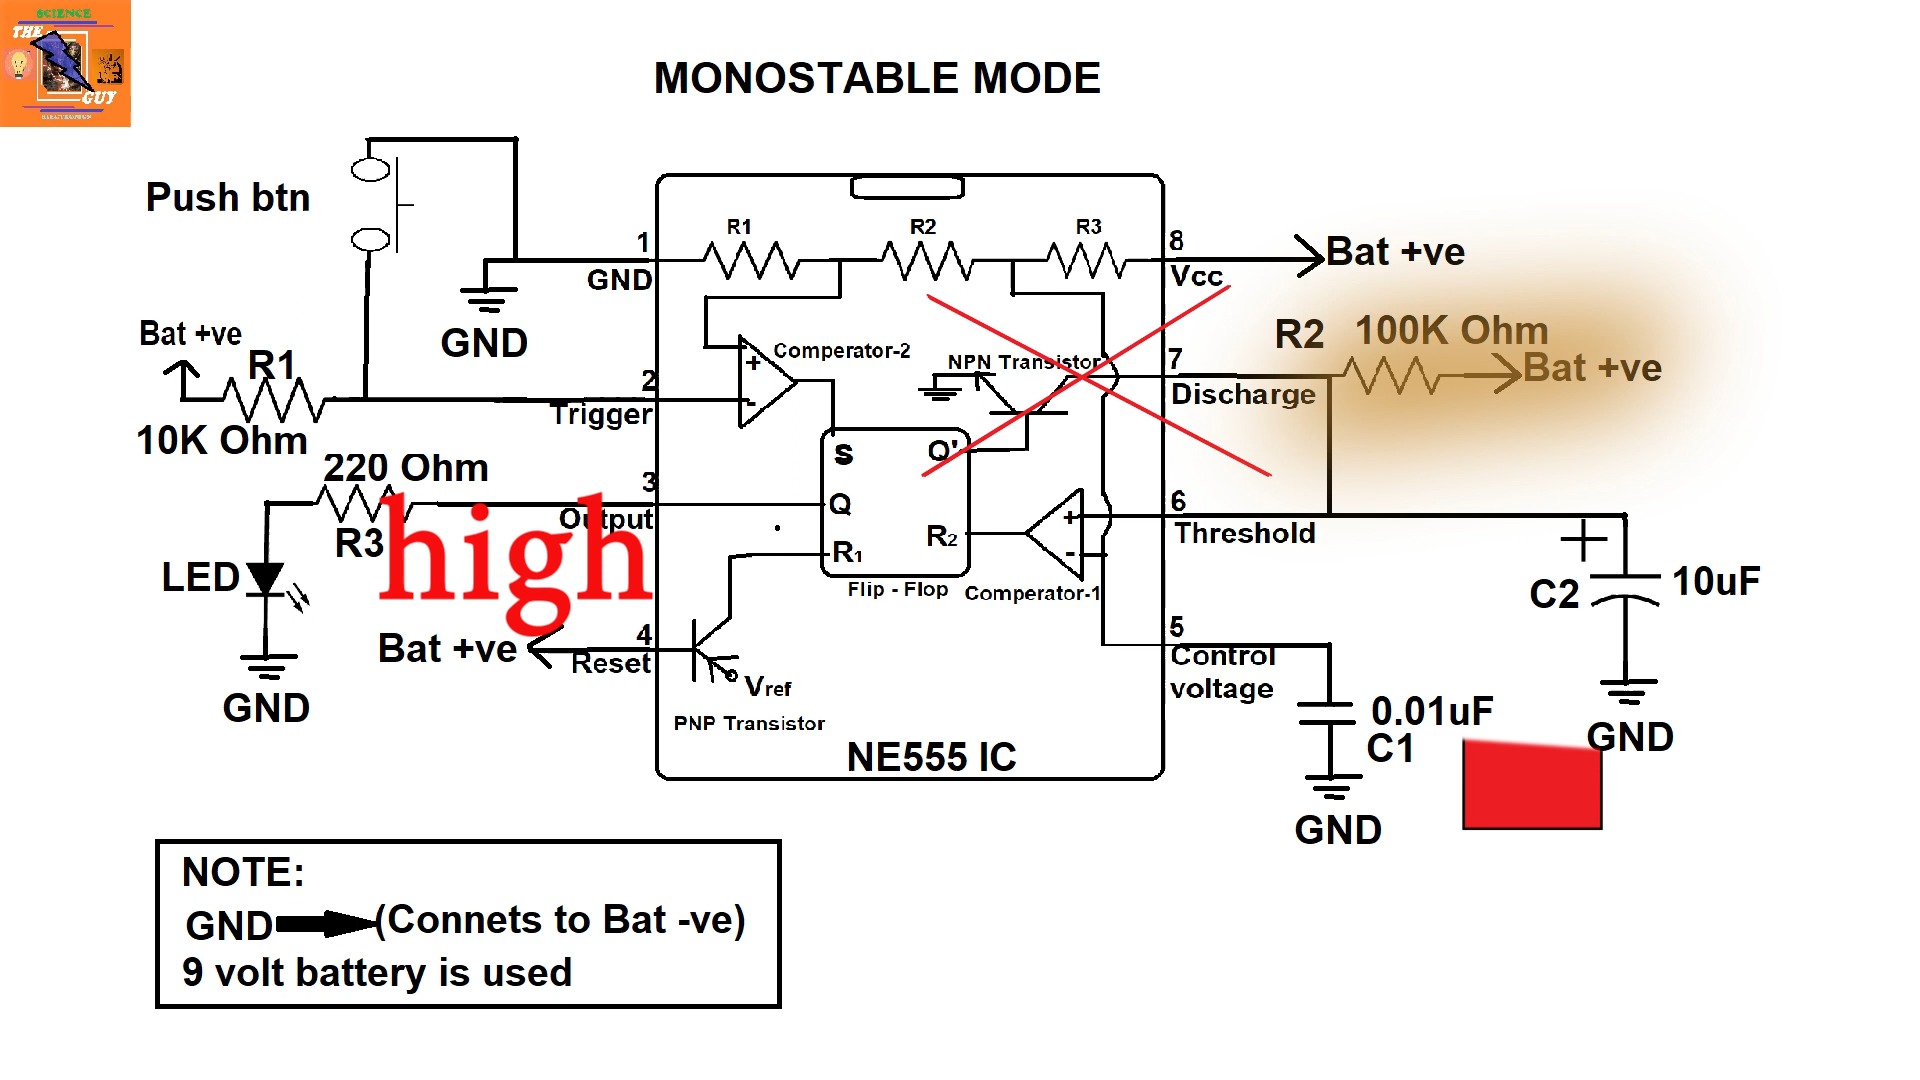 SCIENCE
THE
GUY
ELECTRONICS
MONOSTABLE MODE
Push btn
1
GND
GND
Bat +ve
R1
10K Ohm
2
Trigger
220 Ohm
R3
3
Output
high
LED
GND
Bat +ve
4
Reset
R1
R2
R3
+
-
Comperator-2
NPN Transistor
S
Q'
Q
R1
R2
Flip - Flop
+
-
Comperator-1
Vref
PNP Transistor
NE555 IC
8
Vcc
Bat +ve
7
Discharge
R2
100K Ohm
Bat +ve
6
Threshold
+
C2
10uF
GND
5
Control
voltage
0.01uF
C1
GND
NOTE:
GND (Connets to Bat -ve)
9 volt battery is used